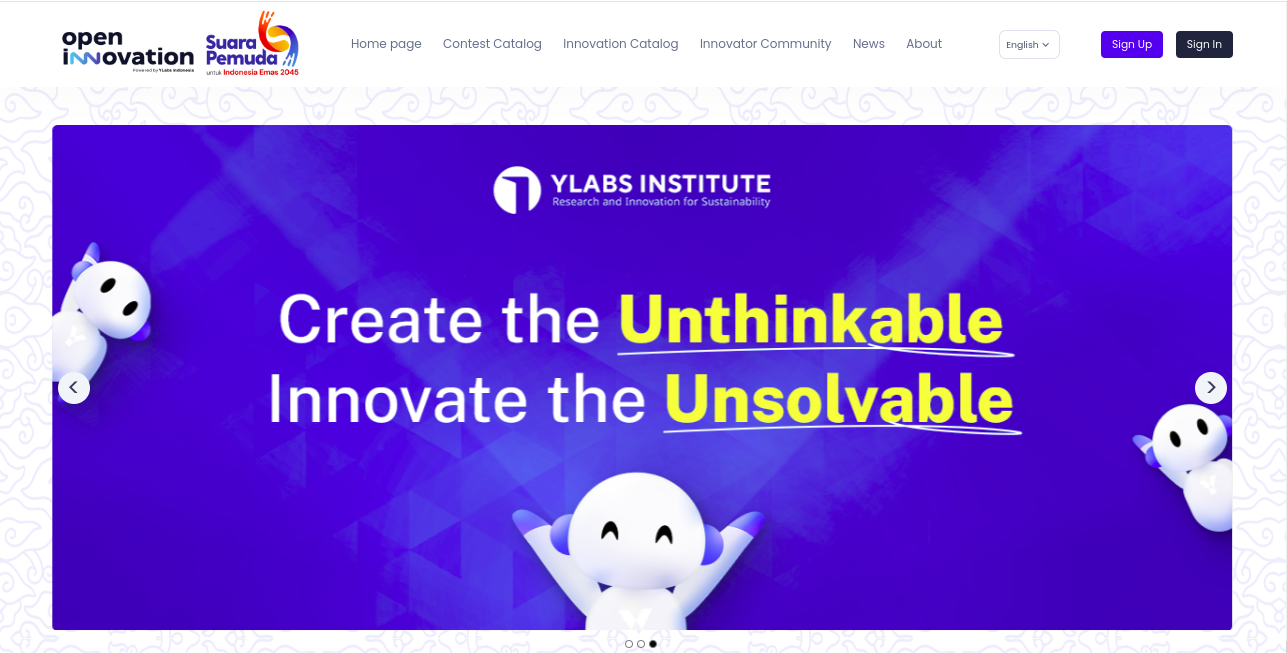 open
innovation
Powered by YLabs Indonesia
Suara
Pemuda
untuk Indonesia Emas 2045
Home page
Contest Catalog
Innovation Catalog
Innovator Community
News
About
English
Sign Up
Sign In
YLABS INSTITUTE
Research and Innovation for Sustainability
Create the Unthinkable
Innovate the Unsolvable